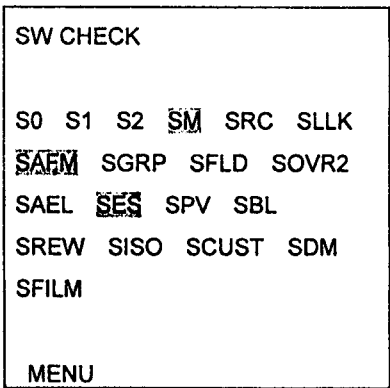 SW CHECK
S0 S1 S2 SM SRC SLLK
SAFM SGRP SFLD SOVR2
SAEL SES SPV SBL
SREW SISO SCUST SDM
SFILM
MENU